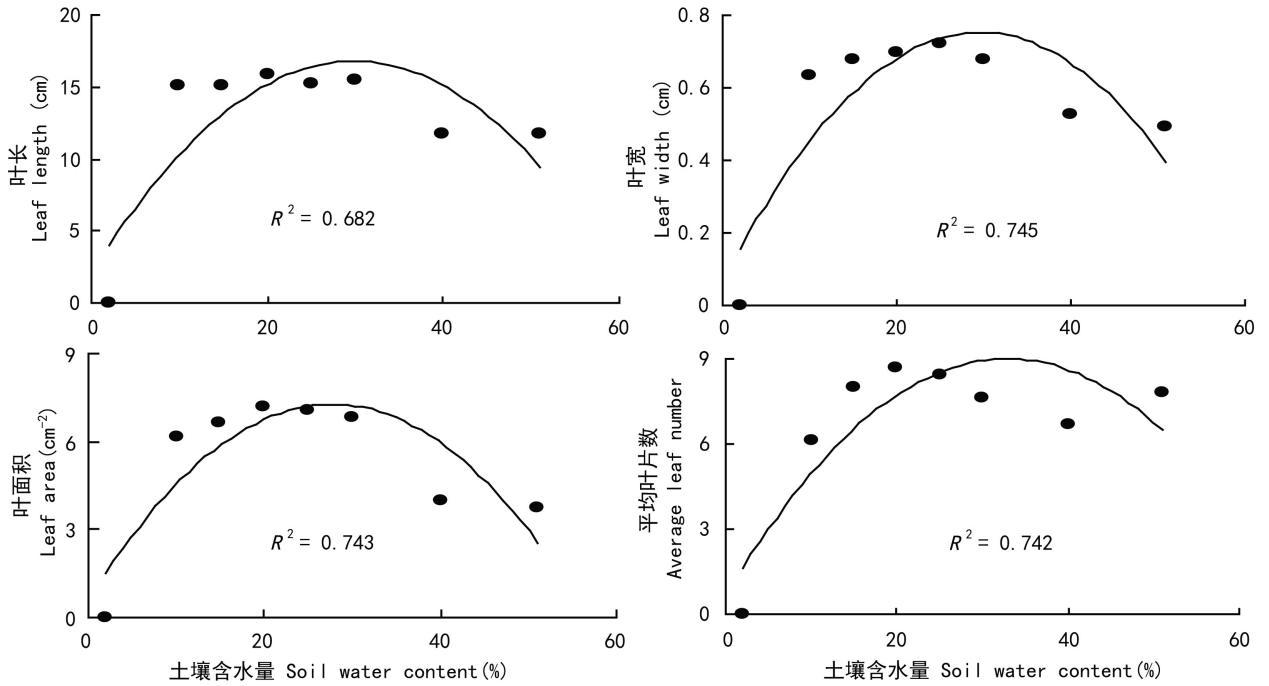 20
15
10
5
0
0
20
40
60
叶长
Leaf length (cm)
R² = 0.682
0.8
0.6
0.4
0.2
0
0
20
40
60
叶宽
Leaf width (cm)
R² = 0.745
9
6
3
0
0
20
40
60
叶面积
Leaf area(cm⁻²)
R² = 0.743
土壤含水量 Soil water content(%)
9
6
3
0
0
20
40
60
平均叶片数
Average leaf number
R² = 0.742
土壤含水量 Soil water content(%)